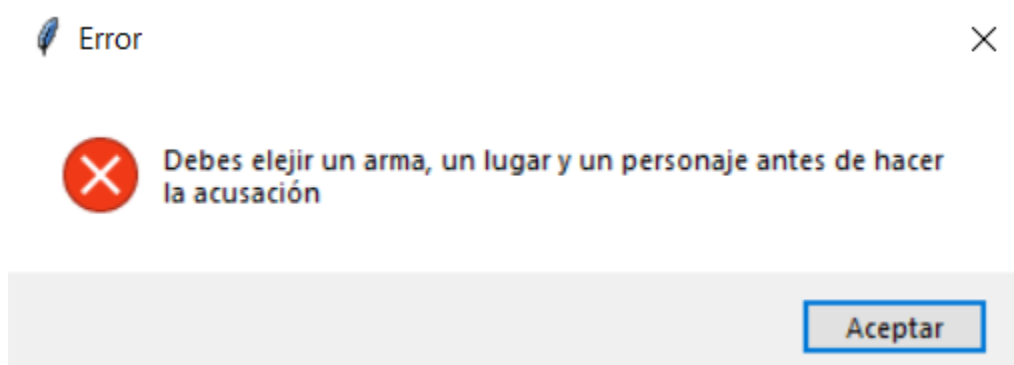 Error
Debes elejir un arma, un lugar y un personaje antes de hacer
la acusación
Aceptar